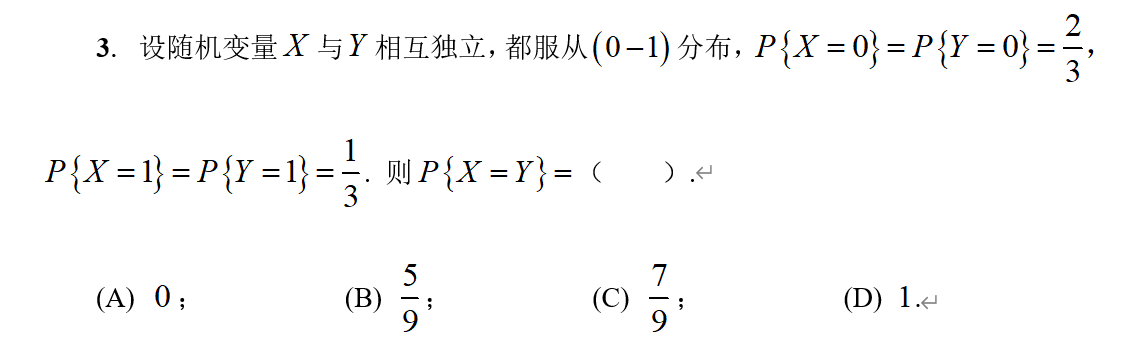 3. 设随机变量 X 与 Y 相互独立，都服从 (0−1) 分布，P{X=0}=P{Y=0}=2/3，
P{X=1}=P{Y=1}=1/3. 则 P{X=Y}=（  ）.↵
(A) 0； (B) 5/9； (C) 7/9； (D) 1.↵